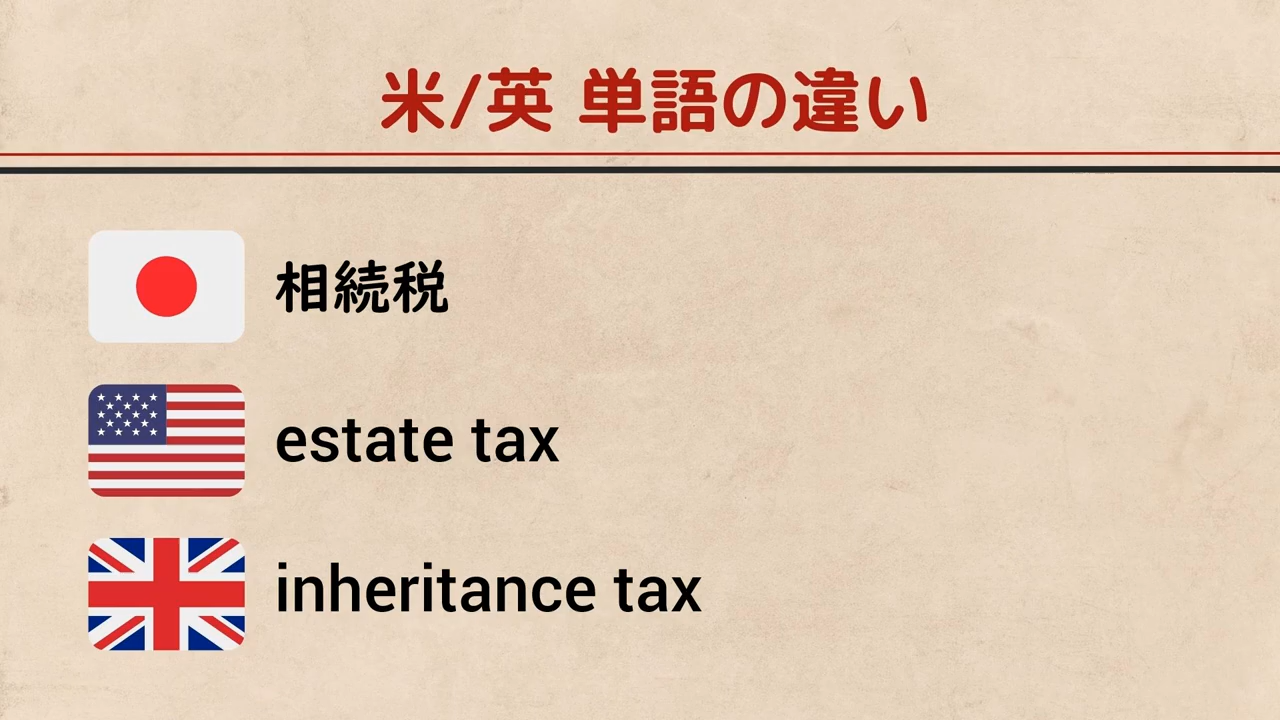 米/英 単語の違い
相続税
estate tax
inheritance tax